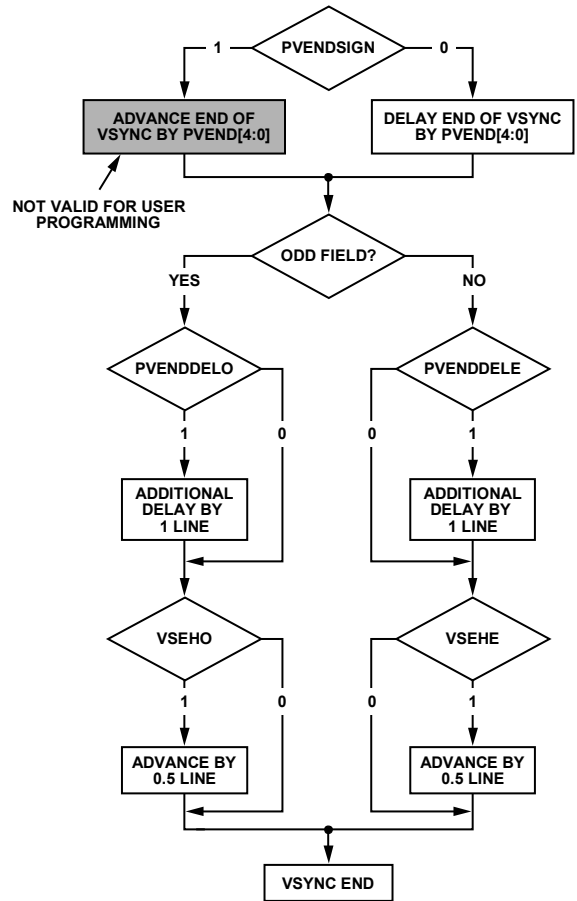 PVENDSIGN
1
0
ADVANCE END OF
VSYNC BY PVEND[4:0]
DELAY END OF VSYNC
BY PVEND[4:0]
NOT VALID FOR USER
PROGRAMMING
ODD FIELD?
YES
NO
PVENDDELO
PVENDDELE
1
0
0
1
ADDITIONAL
DELAY BY
1 LINE
ADDITIONAL
DELAY BY
1 LINE
VSEHO
VSEHE
1
0
0
1
ADVANCE BY
0.5 LINE
ADVANCE BY
0.5 LINE
VSYNC END